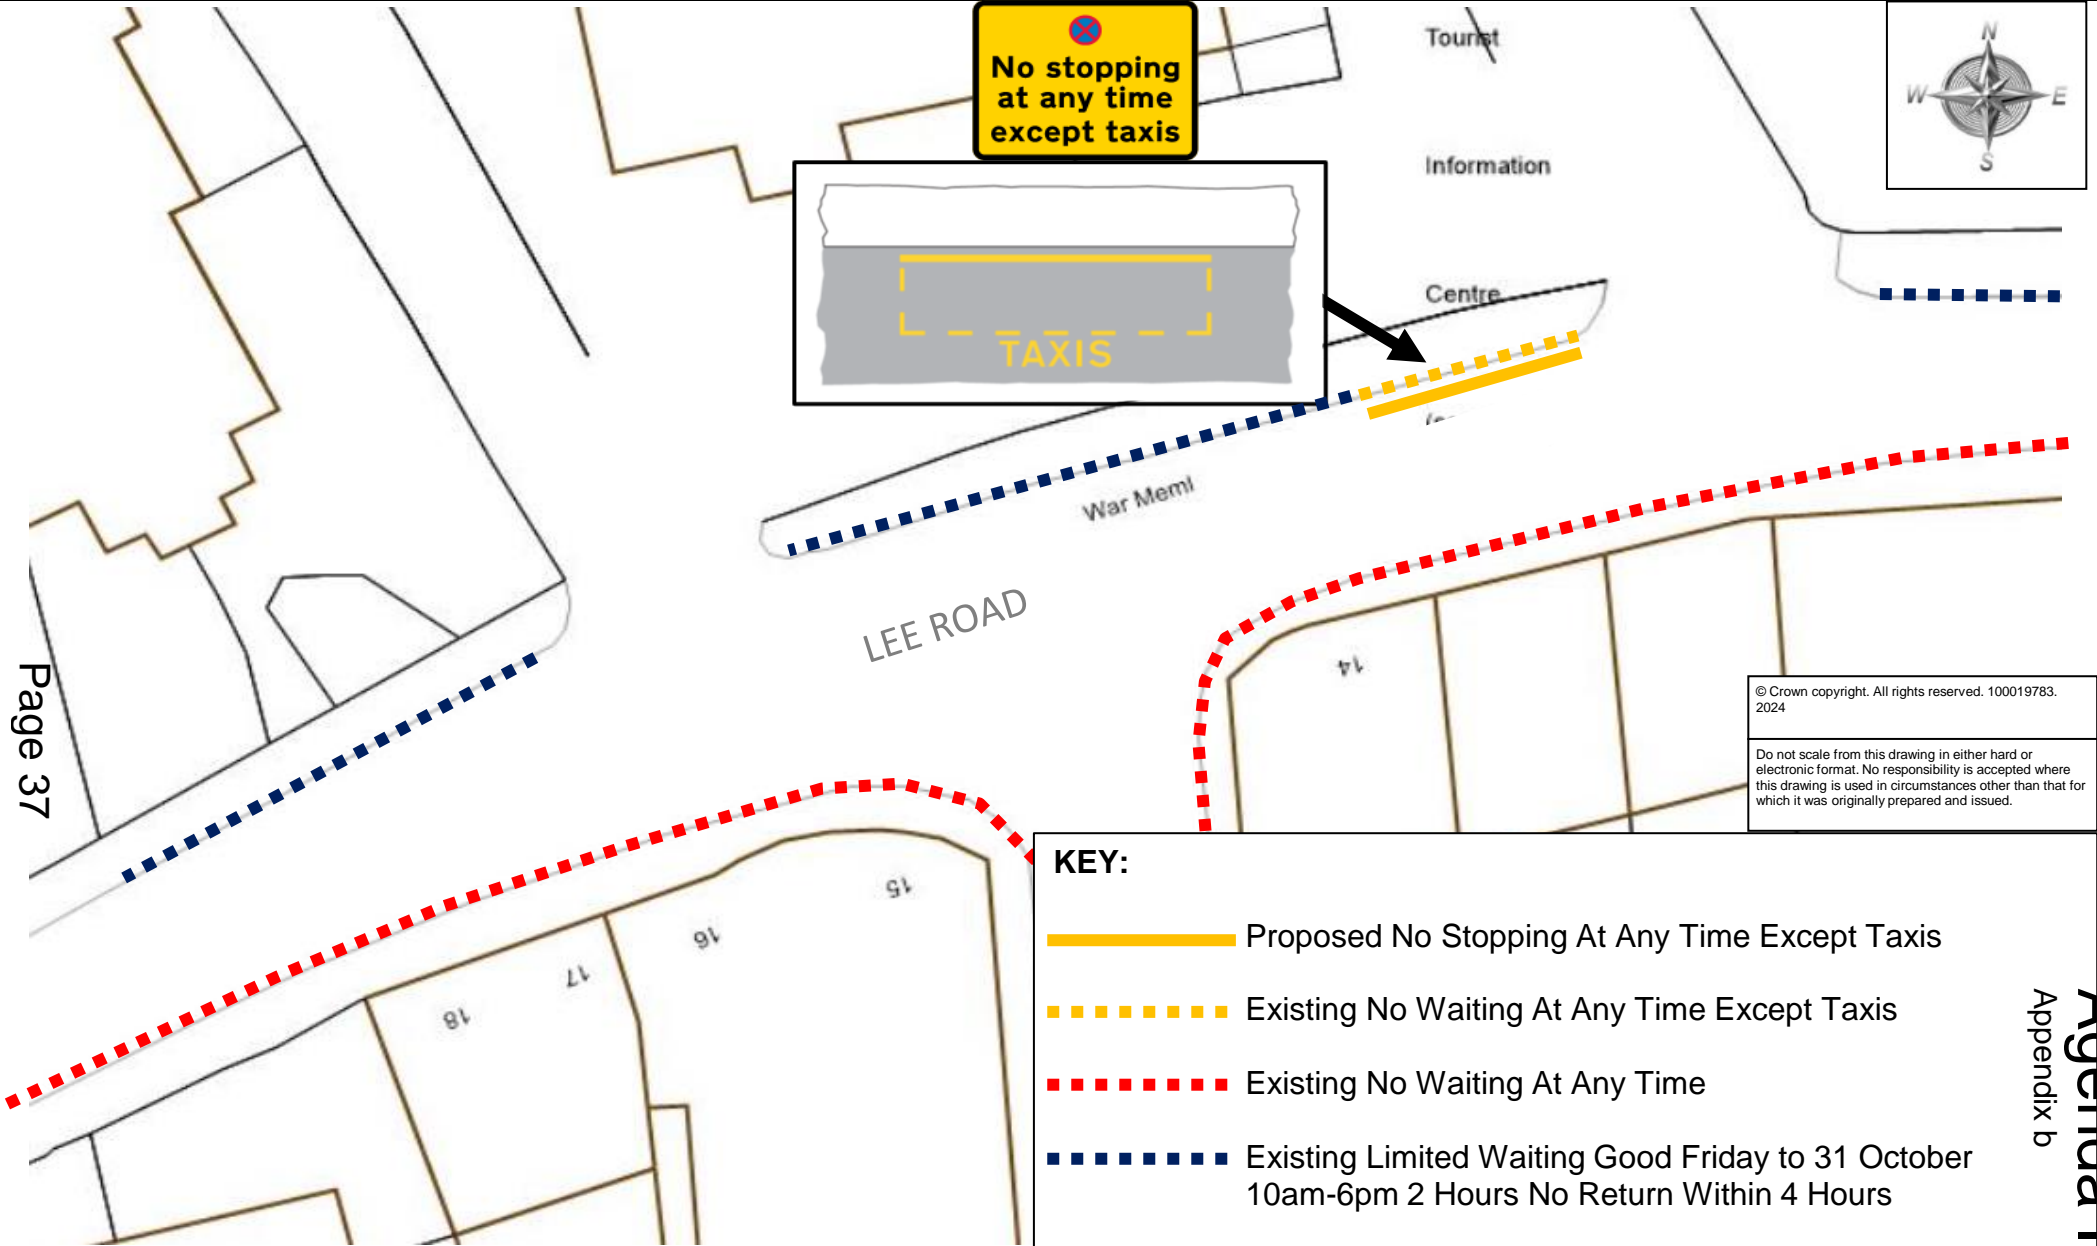 No stopping
at any time
except taxis
Tourist
Information
Centre
N
W E
S
TAXIS
War Meml
LEE ROAD
14
15
16
17
18
Page 37
© Crown copyright. All rights reserved. 100019783.
2024
Do not scale from this drawing in either hard or
electronic format. No responsibility is accepted where
this drawing is used in circumstances other than that for
which it was originally prepared and issued.
KEY:
Proposed No Stopping At Any Time Except Taxis
Existing No Waiting At Any Time Except Taxis
Existing No Waiting At Any Time
Existing Limited Waiting Good Friday to 31 October
10am-6pm 2 Hours No Return Within 4 Hours
Agenda
Appendix b